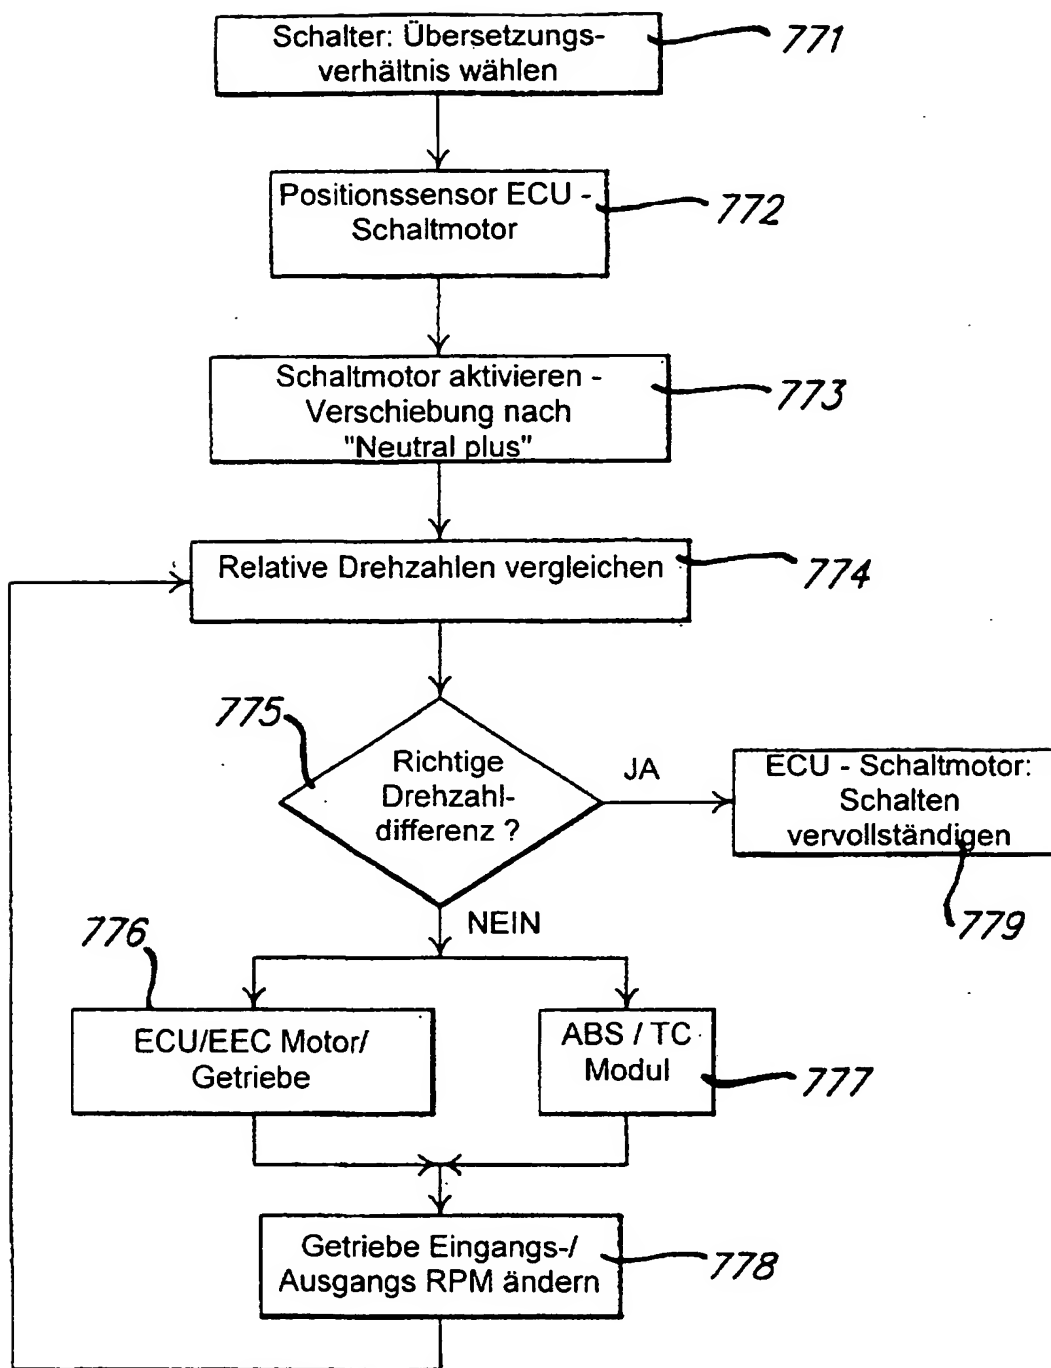 Schalter: Übersetzungs-
verhältnis wählen
771
Positionssensor ECU -
Schaltmotor
772
Schaltmotor aktivieren -
Verschiebung nach
"Neutral plus"
773
Relative Drehzahlen vergleichen
774
775
Richtige
Drehzahl-
differenz ?
JA
ECU - Schaltmotor:
Schalten
vervollständigen
779
NEIN
776
ECU/EEC Motor/
Getriebe
ABS / TC
Modul
777
Getriebe Eingangs-/
Ausgangs RPM ändern
778